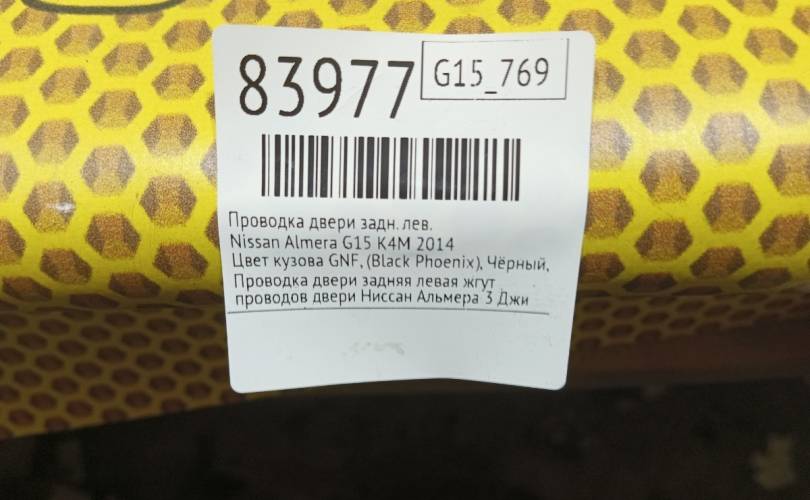 83977
G15_769
Проводка двери задн. лев.
Nissan Almera G15 K4M 2014
Цвет кузова GNF, (Black Phoenix), Чёрный,
Проводка двери задняя левая жгут
проводов двери Ниссан Альмера 3 Джи